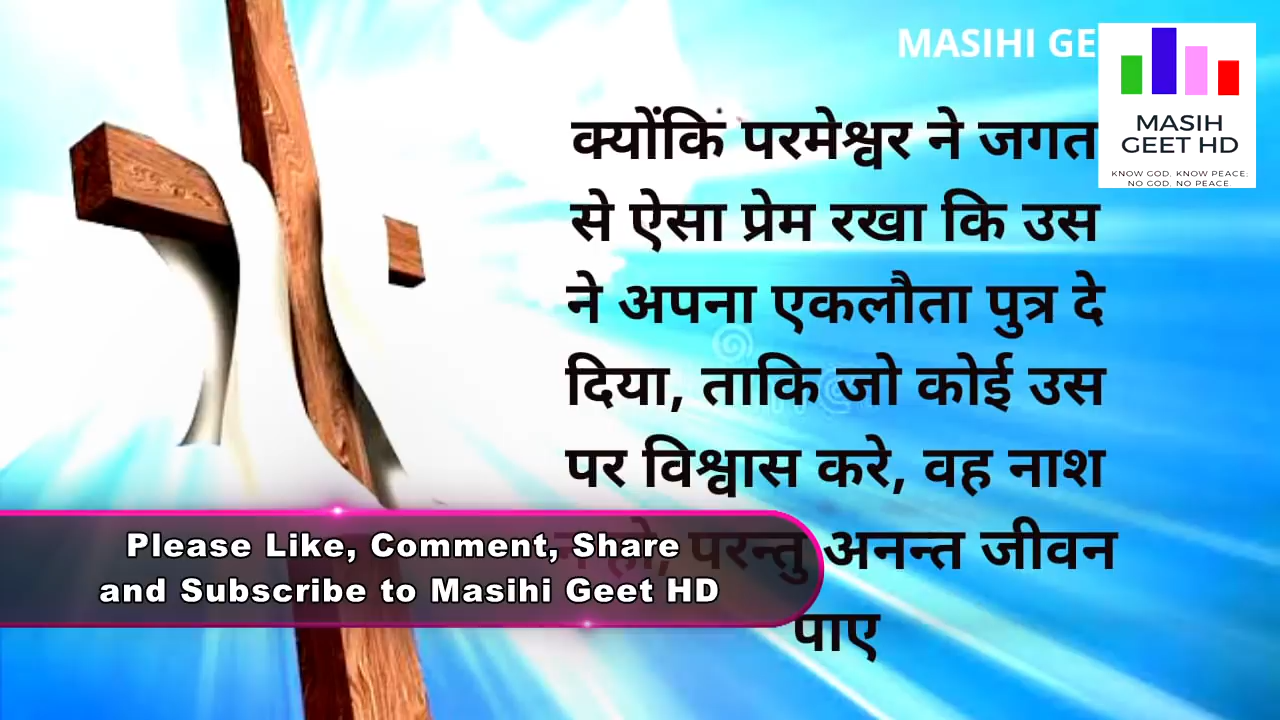 MASIHI GE
MASIH
GEET HD
KNOW GOD. KNOW PEACE.
NO GOD. NO PEACE.
क्योंकि परमेश्वर ने जगत
से ऐसा प्रेम रखा कि उस
ने अपना एकलौता पुत्र दे
दिया, ताकि जो कोई उस
पर विश्वास करे, वह नाश
न हो, परन्तु अनन्त जीवन
पाए
Please Like, Comment, Share
and Subscribe to Masihi Geet HD